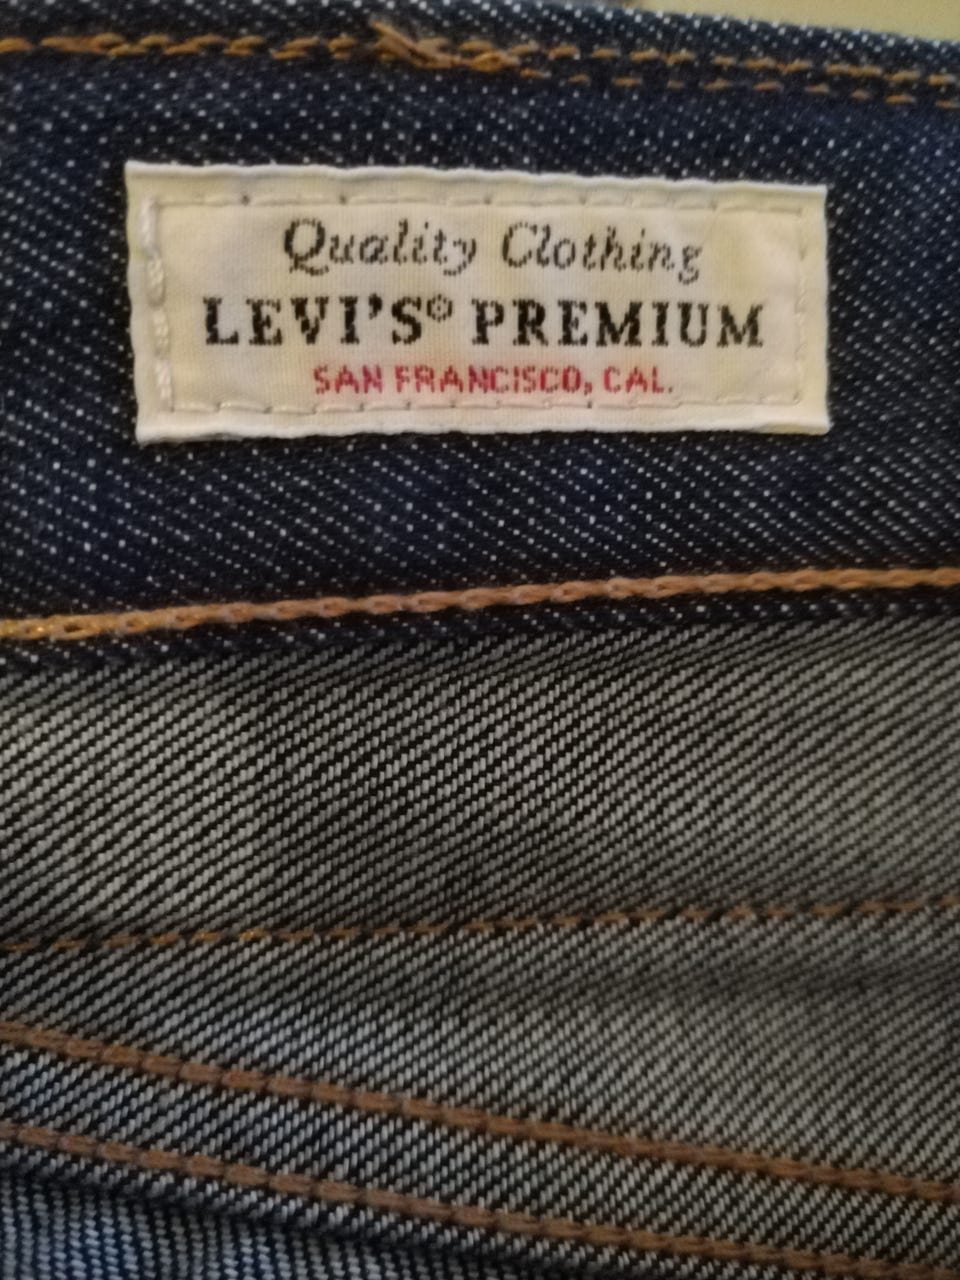 Quality Clothing
LEVI'S® PREMIUM
SAN FRANCISCO, CAL.